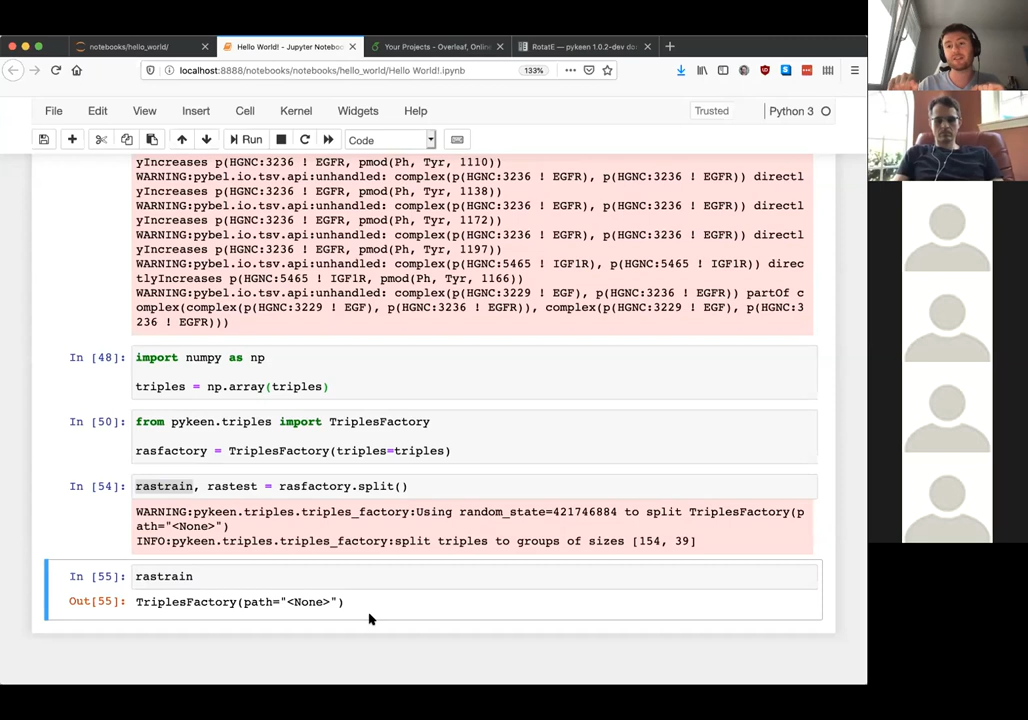 notebooks/hello_world/
Hello World! - Jupyter Noteboo
Your Projects - Overleaf, Online
RotatE — pykeen 1.0.2-dev do
localhost:8888/notebooks/notebooks/hello_world/Hello World!.ipynb
133%
File Edit View Insert Cell Kernel Widgets Help
Trusted
Python 3
Run
Code
yIncreases p(HGNC:3236 ! EGFR, pmod(Ph, Tyr, 1110))
WARNING:pybel.io.tsv.api:unhandled: complex(p(HGNC:3236 ! EGFR), p(HGNC:3236 ! EGFR)) directl
yIncreases p(HGNC:3236 ! EGFR, pmod(Ph, Tyr, 1138))
WARNING:pybel.io.tsv.api:unhandled: complex(p(HGNC:3236 ! EGFR), p(HGNC:3236 ! EGFR)) directl
yIncreases p(HGNC:3236 ! EGFR, pmod(Ph, Tyr, 1172))
WARNING:pybel.io.tsv.api:unhandled: complex(p(HGNC:3236 ! EGFR), p(HGNC:3236 ! EGFR)) directl
yIncreases p(HGNC:3236 ! EGFR, pmod(Ph, Tyr, 1197))
WARNING:pybel.io.tsv.api:unhandled: complex(p(HGNC:5465 ! IGF1R), p(HGNC:5465 ! IGF1R)) direc
tlyIncreases p(HGNC:5465 ! IGF1R, pmod(Ph, Tyr, 1166))
WARNING:pybel.io.tsv.api:unhandled: complex(p(HGNC:3229 ! EGF), p(HGNC:3236 ! EGFR)) partOf c
omplex(complex(p(HGNC:3229 ! EGF), p(HGNC:3236 ! EGFR)), complex(p(HGNC:3229 ! EGF), p(HGNC:3
236 ! EGFR)))
In [48]: import numpy as np
triples = np.array(triples)
In [50]: from pykeen.triples import TriplesFactory
rasfactory = TriplesFactory(triples=triples)
In [54]: rastrain, rastest = rasfactory.split()
WARNING:pykeen.triples.triples_factory:Using random_state=421746884 to split TriplesFactory(p
ath="<None>")
INFO:pykeen.triples.triples_factory:split triples to groups of sizes [154, 39]
In [55]: rastrain
Out[55]: TriplesFactory(path="<None>")